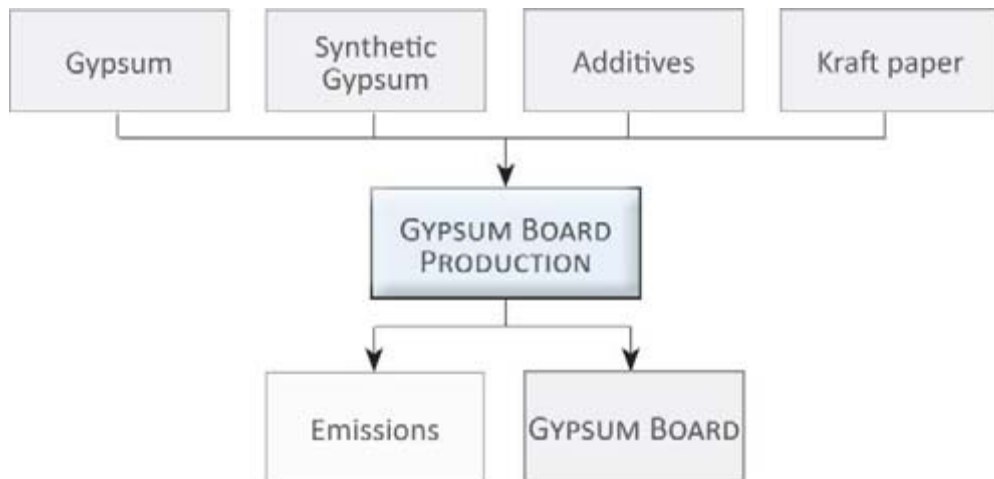 Gypsum
Synthetic
Gypsum
Additives
Kraft paper
GYPSUM BOARD
PRODUCTION
Emissions
GYPSUM BOARD